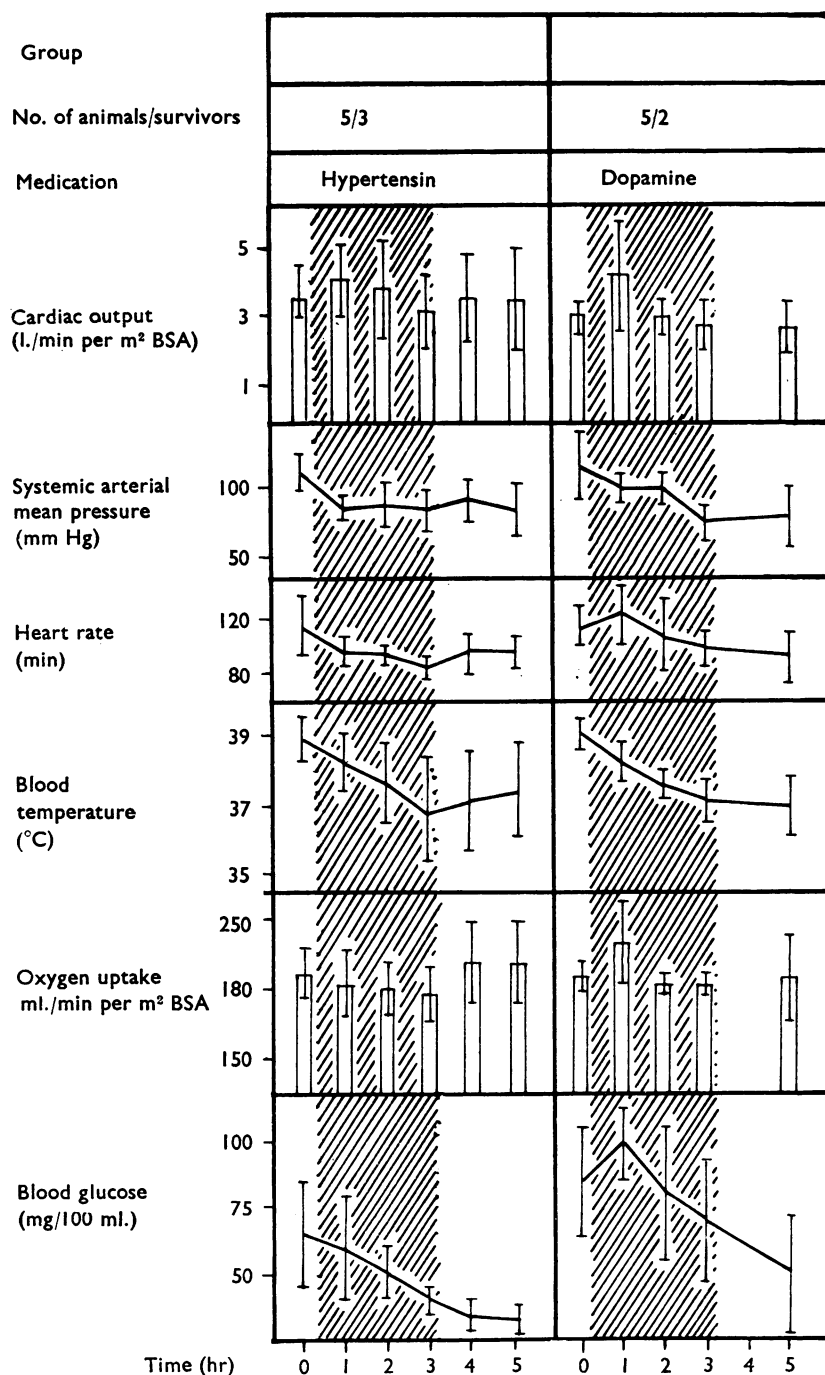 Group
No. of animals/survivors 5/3 5/2
Medication Hypertensin Dopamine
5
3
1
Cardiac output
(l./min per m² BSA)
100
50
Systemic arterial
mean pressure
(mm Hg)
120
80
Heart rate
(min)
39
37
35
Blood
temperature
(°C)
250
180
150
Oxygen uptake
ml./min per m² BSA
100
75
50
Blood glucose
(mg/100 ml.)
Time (hr) 0 1 2 3 4 5 0 1 2 3 4 5